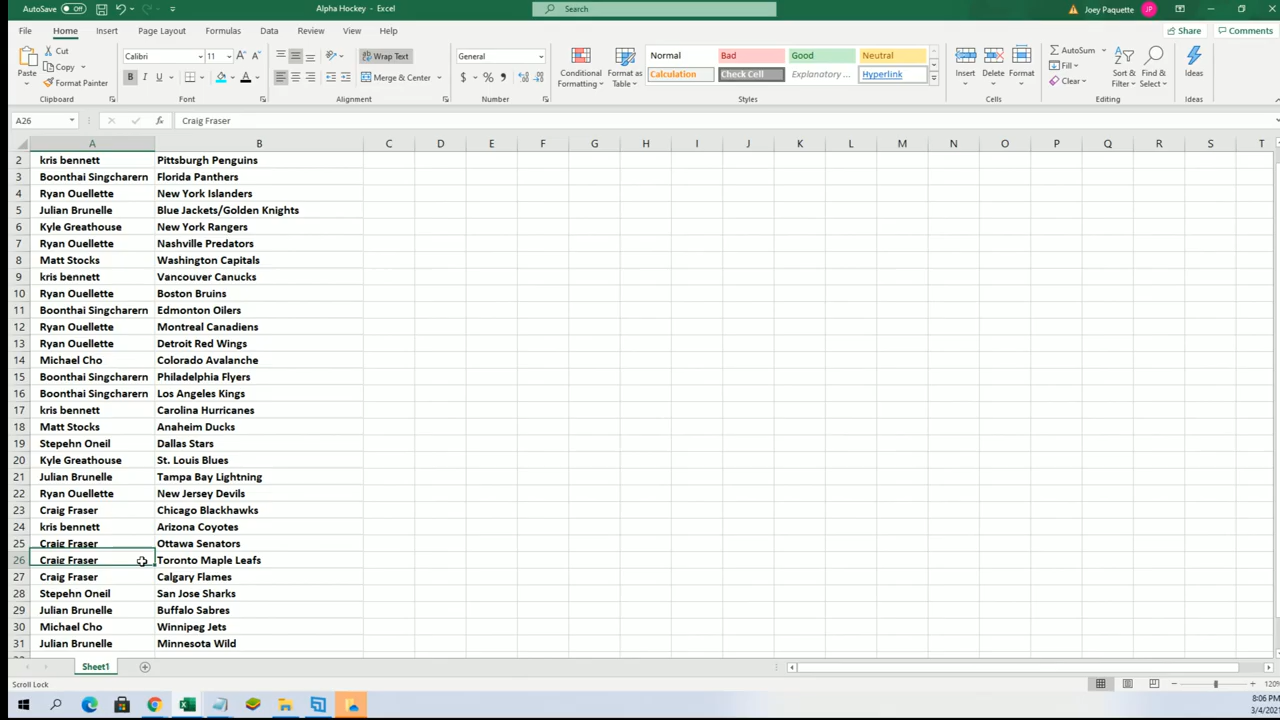 AutoSave Off
Alpha Hockey - Excel
Search
Joey Paquette JP
File Home Insert Page Layout Formulas Data Review View Help
Share Comments
Paste Cut Copy Format Painter
Clipboard
Calibri 11
B I U
Font
Wrap Text
Merge & Center
Alignment
General
$ % ,
Number
Conditional Formatting
Format as Table
Normal Bad Good Neutral
Calculation Check Cell Explanatory ... Hyperlink
Styles
Insert Delete Format
Cells
AutoSum Fill Clear
Sort & Filter
Find & Select
Editing
Ideas
Ideas
A26 fx Craig Fraser
A B C D E F G H I J K L M N O P Q R S T
2 kris bennett Pittsburgh Penguins
3 Boonthai Singcharern Florida Panthers
4 Ryan Ouellette New York Islanders
5 Julian Brunelle Blue Jackets/Golden Knights
6 Kyle Greathouse New York Rangers
7 Ryan Ouellette Nashville Predators
8 Matt Stocks Washington Capitals
9 kris bennett Vancouver Canucks
10 Ryan Ouellette Boston Bruins
11 Boonthai Singcharern Edmonton Oilers
12 Ryan Ouellette Montreal Canadiens
13 Ryan Ouellette Detroit Red Wings
14 Michael Cho Colorado Avalanche
15 Boonthai Singcharern Philadelphia Flyers
16 Boonthai Singcharern Los Angeles Kings
17 kris bennett Carolina Hurricanes
18 Matt Stocks Anaheim Ducks
19 Stepehn Oneil Dallas Stars
20 Kyle Greathouse St. Louis Blues
21 Julian Brunelle Tampa Bay Lightning
22 Ryan Ouellette New Jersey Devils
23 Craig Fraser Chicago Blackhawks
24 kris bennett Arizona Coyotes
25 Craig Fraser Ottawa Senators
26 Craig Fraser Toronto Maple Leafs
27 Craig Fraser Calgary Flames
28 Stepehn Oneil San Jose Sharks
29 Julian Brunelle Buffalo Sabres
30 Michael Cho Winnipeg Jets
31 Julian Brunelle Minnesota Wild
Sheet1
Scroll Lock
120%
8:06 PM